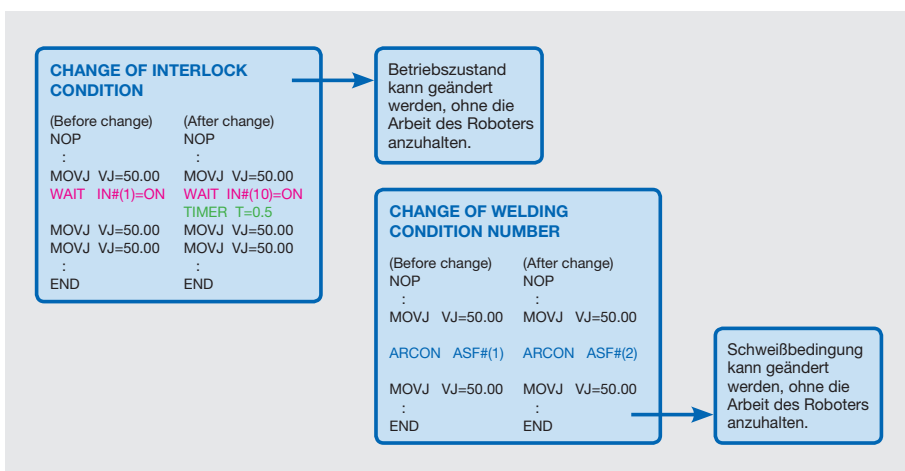 CHANGE OF INTERLOCK
CONDITION
(Before change) (After change)
NOP NOP
: :
MOVJ VJ=50.00 MOVJ VJ=50.00
WAIT IN#(1)=ON WAIT IN#(10)=ON
TIMER T=0.5
MOVJ VJ=50.00 MOVJ VJ=50.00
MOVJ VJ=50.00 MOVJ VJ=50.00
: :
END END
Betriebszustand
kann geändert
werden, ohne die
Arbeit des Roboters
anzuhalten.
CHANGE OF WELDING
CONDITION NUMBER
(Before change) (After change)
NOP NOP
: :
MOVJ VJ=50.00 MOVJ VJ=50.00
ARCON ASF#(1) ARCON ASF#(2)
MOVJ VJ=50.00 MOVJ VJ=50.00
: :
END END
Schweißbedingung
kann geändert
werden, ohne die
Arbeit des Roboters
anzuhalten.